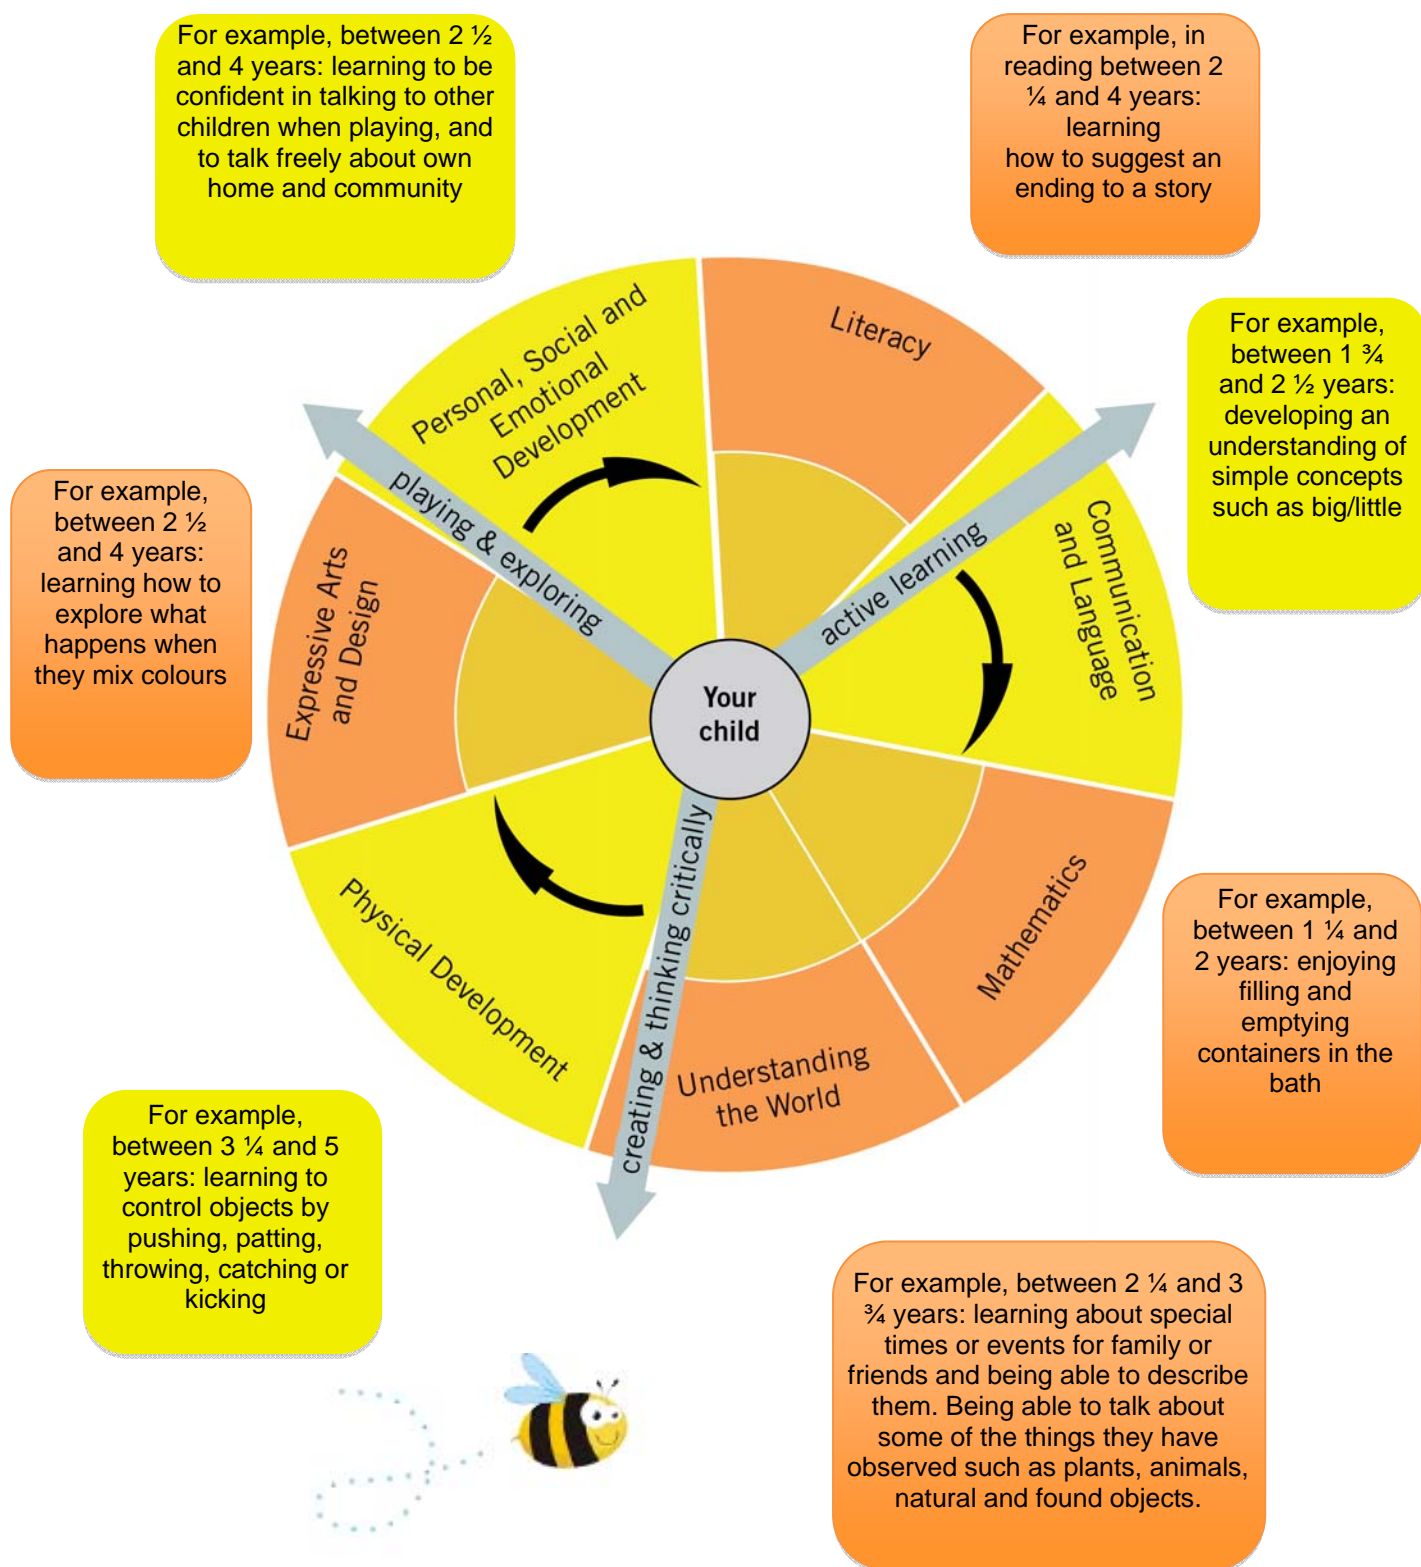 For example, between 2 ½
and 4 years: learning to be
confident in talking to other
children when playing, and
to talk freely about own
home and community
For example, in
reading between 2
¼ and 4 years:
learning
how to suggest an
ending to a story
For example,
between 1 ¾
and 2 ½ years:
developing an
understanding of
simple concepts
such as big/little
For example,
between 2 ½
and 4 years:
learning how to
explore what
happens when
they mix colours
Personal, Social and
Emotional
Development
Literacy
playing & exploring
active learning
Communication
and Language
Expressive Arts
and Design
Your
child
creating & thinking critically
Physical Development
Mathematics
Understanding
the World
For example,
between 1 ¼ and
2 years: enjoying
filling and
emptying
containers in the
bath
For example,
between 3 ¼ and 5
years: learning to
control objects by
pushing, patting,
throwing, catching or
kicking
For example, between 2 ¼ and 3
¾ years: learning about special
times or events for family or
friends and being able to describe
them. Being able to talk about
some of the things they have
observed such as plants, animals,
natural and found objects.